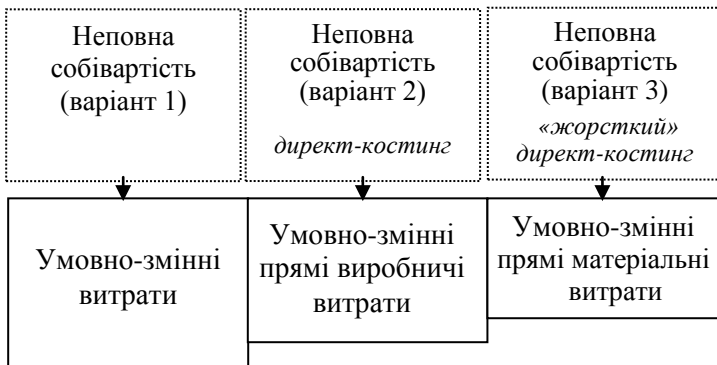 Неповна
собівартість
(варіант 1)
Неповна
собівартість
(варіант 2)
директ-костинг
Неповна
собівартість
(варіант 3)
«жорсткий»
директ-костинг
Умовно-змінні
витрати
Умовно-змінні
прямі виробничі
витрати
Умовно-змінні
прямі матеріальні
витрати